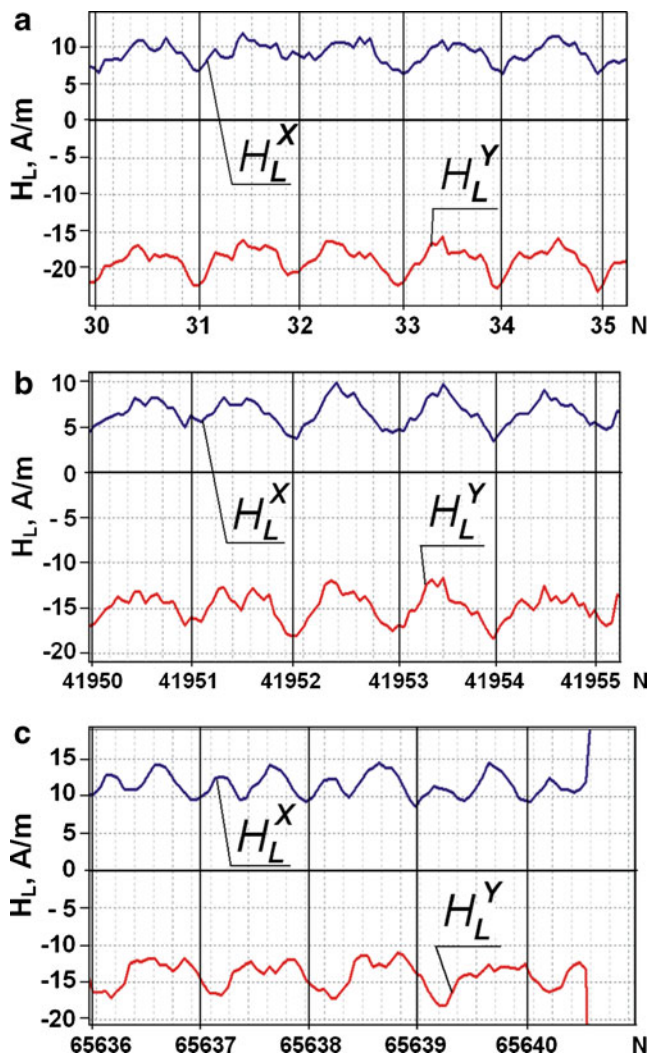 a
10
5
0
- 5
-10
-15
-20
H_L, A/m
H_L^X
H_L^Y
30 31 32 33 34 35 N
b
10
5
0
- 5
-10
-15
-20
H_L, A/m
H_L^X
H_L^Y
41950 41951 41952 41953 41954 41955 N
c
15
10
5
0
- 5
-10
-15
-20
H_L, A/m
H_L^X
H_L^Y
65636 65637 65638 65639 65640 N